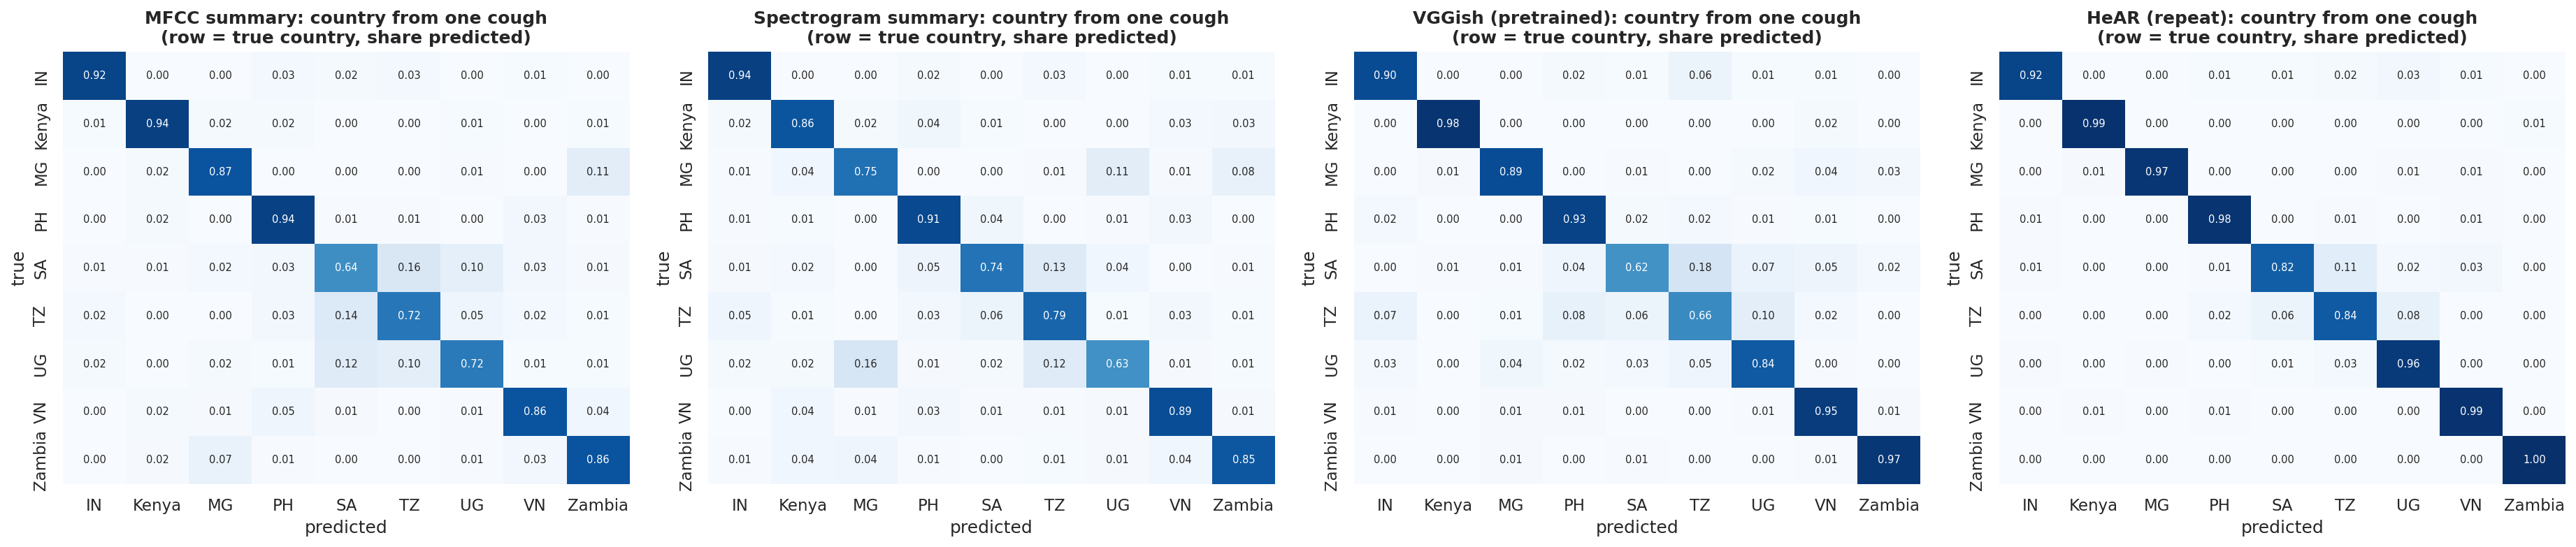 MFCC summary: country from one cough
(row = true country, share predicted)
true
IN 0.92 0.00 0.00 0.03 0.02 0.03 0.00 0.01 0.00
Kenya 0.01 0.94 0.02 0.02 0.00 0.00 0.01 0.00 0.01
MG 0.00 0.02 0.87 0.00 0.00 0.00 0.01 0.00 0.11
PH 0.00 0.02 0.00 0.94 0.01 0.01 0.00 0.03 0.01
SA 0.01 0.01 0.02 0.03 0.64 0.16 0.10 0.03 0.01
TZ 0.02 0.00 0.00 0.03 0.14 0.72 0.05 0.02 0.01
UG 0.02 0.00 0.02 0.01 0.12 0.10 0.72 0.01 0.01
VN 0.00 0.02 0.01 0.05 0.01 0.00 0.01 0.86 0.04
Zambia 0.00 0.02 0.07 0.01 0.00 0.00 0.01 0.03 0.86
IN Kenya MG PH SA TZ UG VN Zambia
predicted
Spectrogram summary: country from one cough
(row = true country, share predicted)
true
IN 0.94 0.00 0.00 0.02 0.00 0.03 0.00 0.01 0.01
Kenya 0.02 0.86 0.02 0.04 0.01 0.00 0.00 0.03 0.03
MG 0.01 0.04 0.75 0.00 0.00 0.01 0.11 0.01 0.08
PH 0.01 0.01 0.00 0.91 0.04 0.00 0.01 0.03 0.00
SA 0.01 0.02 0.00 0.05 0.74 0.13 0.04 0.00 0.01
TZ 0.05 0.01 0.00 0.03 0.06 0.79 0.01 0.03 0.01
UG 0.02 0.02 0.16 0.01 0.02 0.12 0.63 0.01 0.01
VN 0.00 0.04 0.01 0.03 0.01 0.01 0.01 0.89 0.01
Zambia 0.01 0.04 0.04 0.01 0.00 0.01 0.01 0.04 0.85
IN Kenya MG PH SA TZ UG VN Zambia
predicted
VGGish (pretrained): country from one cough
(row = true country, share predicted)
true
IN 0.90 0.00 0.00 0.02 0.01 0.06 0.01 0.01 0.00
Kenya 0.00 0.98 0.00 0.00 0.00 0.00 0.00 0.02 0.00
MG 0.00 0.01 0.89 0.00 0.01 0.00 0.02 0.04 0.03
PH 0.02 0.00 0.00 0.93 0.02 0.02 0.01 0.01 0.00
SA 0.00 0.01 0.01 0.04 0.62 0.18 0.07 0.05 0.02
TZ 0.07 0.00 0.01 0.08 0.06 0.66 0.10 0.02 0.00
UG 0.03 0.00 0.04 0.02 0.03 0.05 0.84 0.00 0.00
VN 0.01 0.00 0.01 0.01 0.00 0.00 0.01 0.95 0.01
Zambia 0.00 0.00 0.01 0.00 0.01 0.00 0.00 0.01 0.97
IN Kenya MG PH SA TZ UG VN Zambia
predicted
HeAR (repeat): country from one cough
(row = true country, share predicted)
true
IN 0.92 0.00 0.00 0.01 0.01 0.02 0.03 0.01 0.00
Kenya 0.00 0.99 0.00 0.00 0.00 0.00 0.00 0.00 0.01
MG 0.00 0.01 0.97 0.00 0.00 0.00 0.01 0.01 0.00
PH 0.01 0.00 0.00 0.98 0.00 0.01 0.00 0.01 0.00
SA 0.01 0.00 0.00 0.01 0.82 0.11 0.02 0.03 0.00
TZ 0.00 0.00 0.00 0.02 0.06 0.84 0.08 0.00 0.00
UG 0.00 0.00 0.00 0.00 0.01 0.03 0.96 0.00 0.00
VN 0.00 0.01 0.00 0.01 0.00 0.00 0.00 0.99 0.00
Zambia 0.00 0.00 0.00 0.00 0.00 0.00 0.00 0.00 1.00
IN Kenya MG PH SA TZ UG VN Zambia
predicted